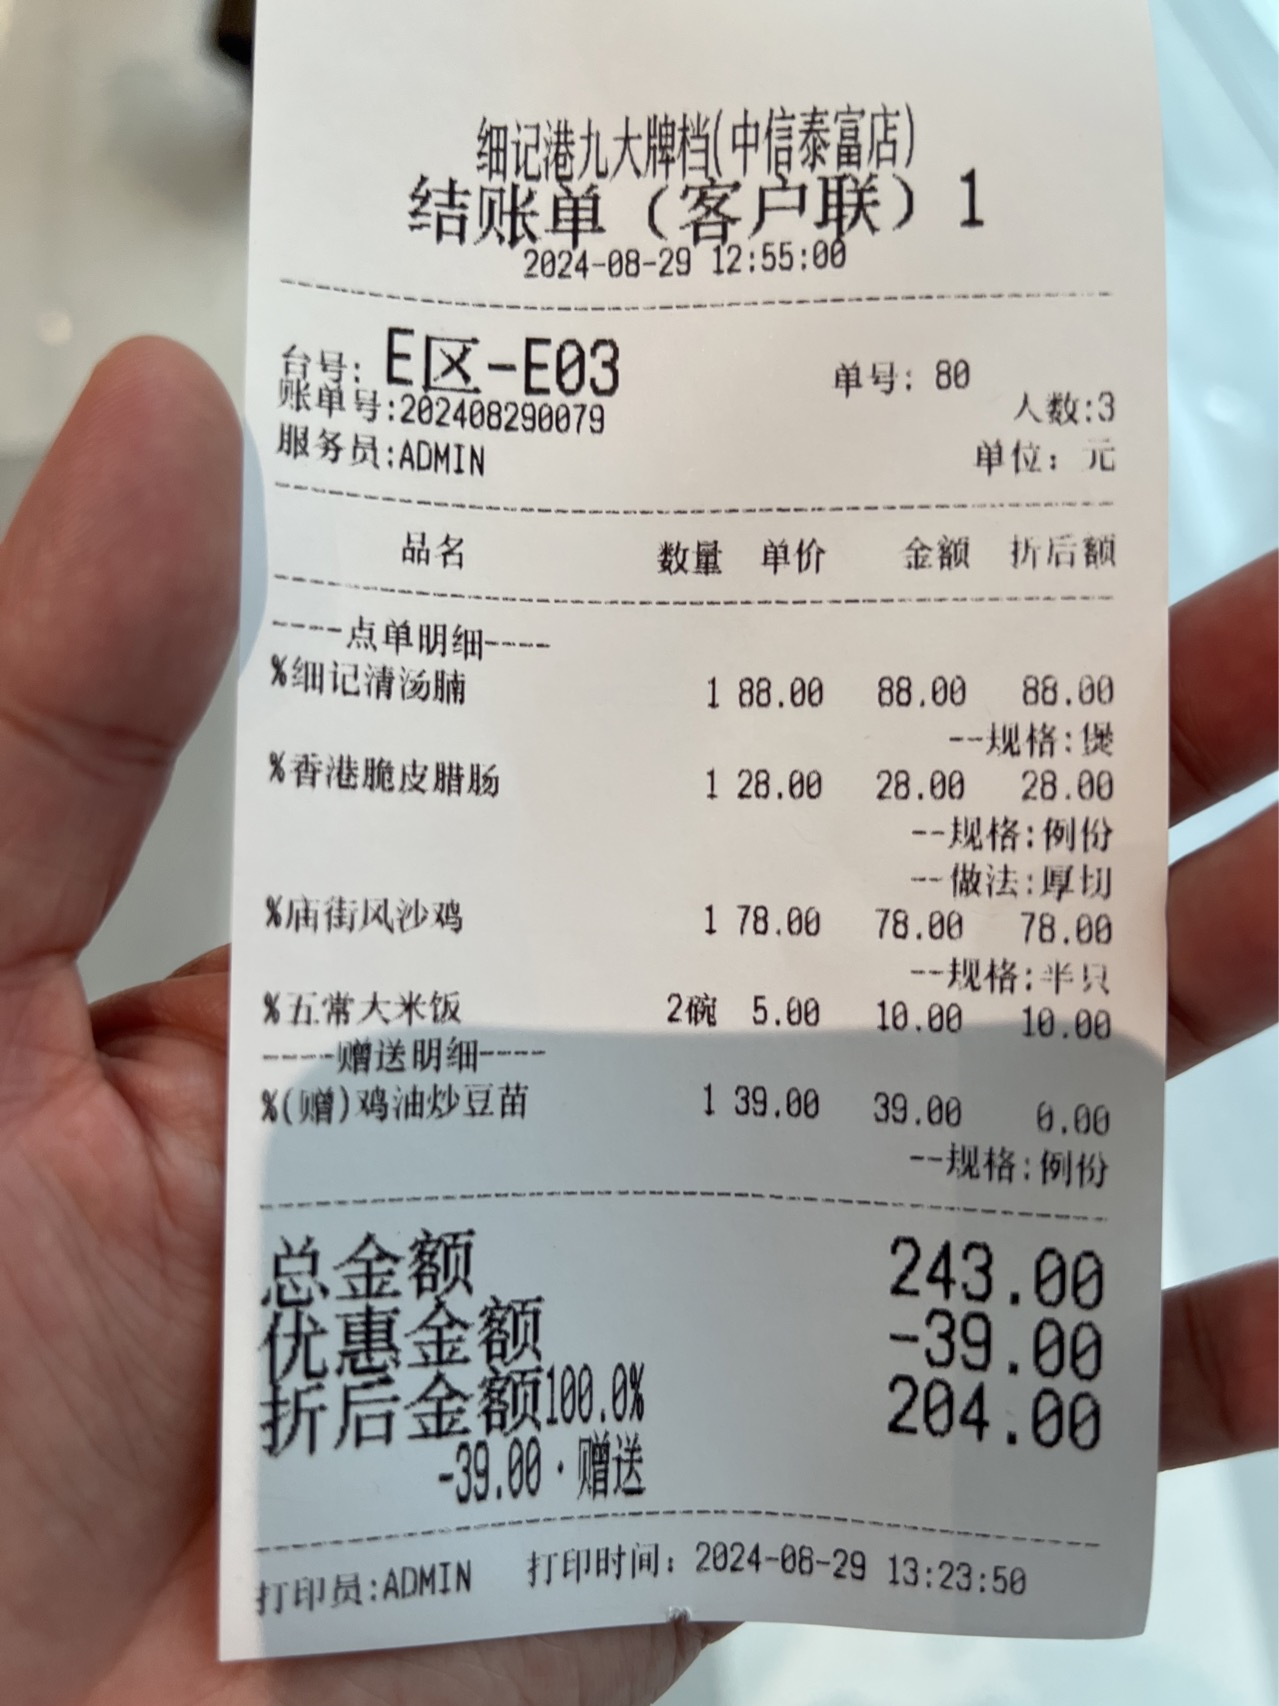 细记港九大牌档(中信泰富店)
结账单（客户联）1
2024-08-29 12:55:00
台号: E区-E03 单号: 80
账单号:202408290079 人数:3
服务员:ADMIN 单位: 元
品名 数量 单价 金额 折后额
----点单明细----
%细记清汤腩 1 88.00 88.00 88.00
--规格:煲
%香港脆皮腊肠 1 28.00 28.00 28.00
--规格:例份
--做法:厚切
%庙街风沙鸡 1 78.00 78.00 78.00
--规格:半只
%五常大米饭 2碗 5.00 10.00 10.00
----赠送明细----
%(赠)鸡油炒豆苗 1 39.00 39.00 0.00
--规格:例份
总金额 243.00
优惠金额 -39.00
折后金额100.0% 204.00
-39.00·赠送
打印员:ADMIN 打印时间: 2024-08-29 13:23:50